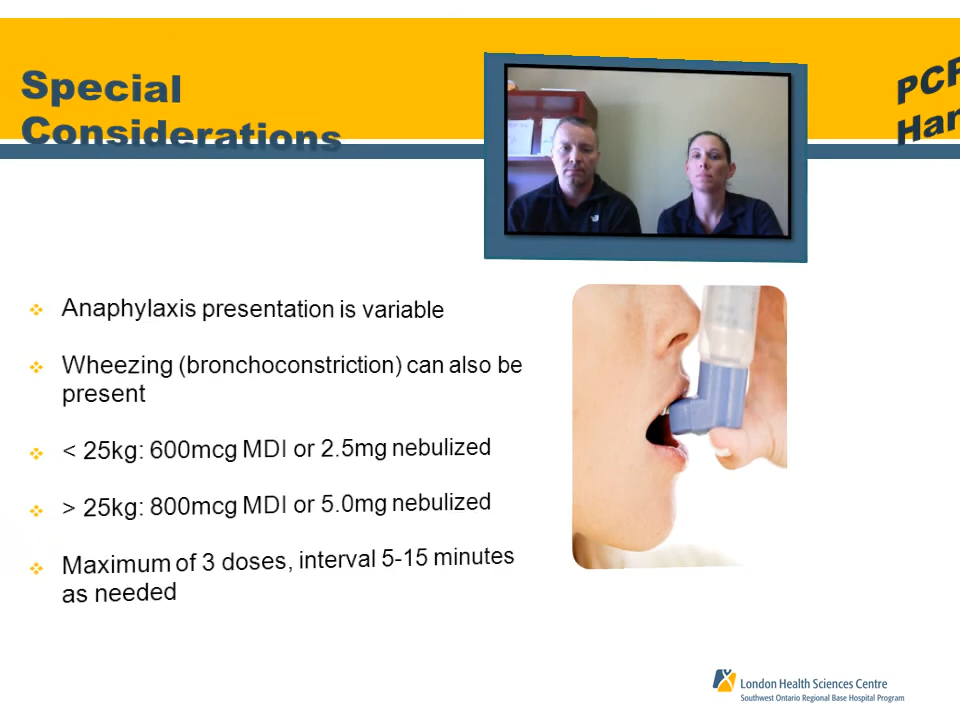 Special
Considerations
Anaphylaxis presentation is variable
Wheezing (bronchoconstriction) can also be
present
< 25kg: 600mcg MDI or 2.5mg nebulized
> 25kg: 800mcg MDI or 5.0mg nebulized
Maximum of 3 doses, interval 5-15 minutes
as needed
London Health Sciences Centre
Southwest Ontario Regional Base Hospital Program